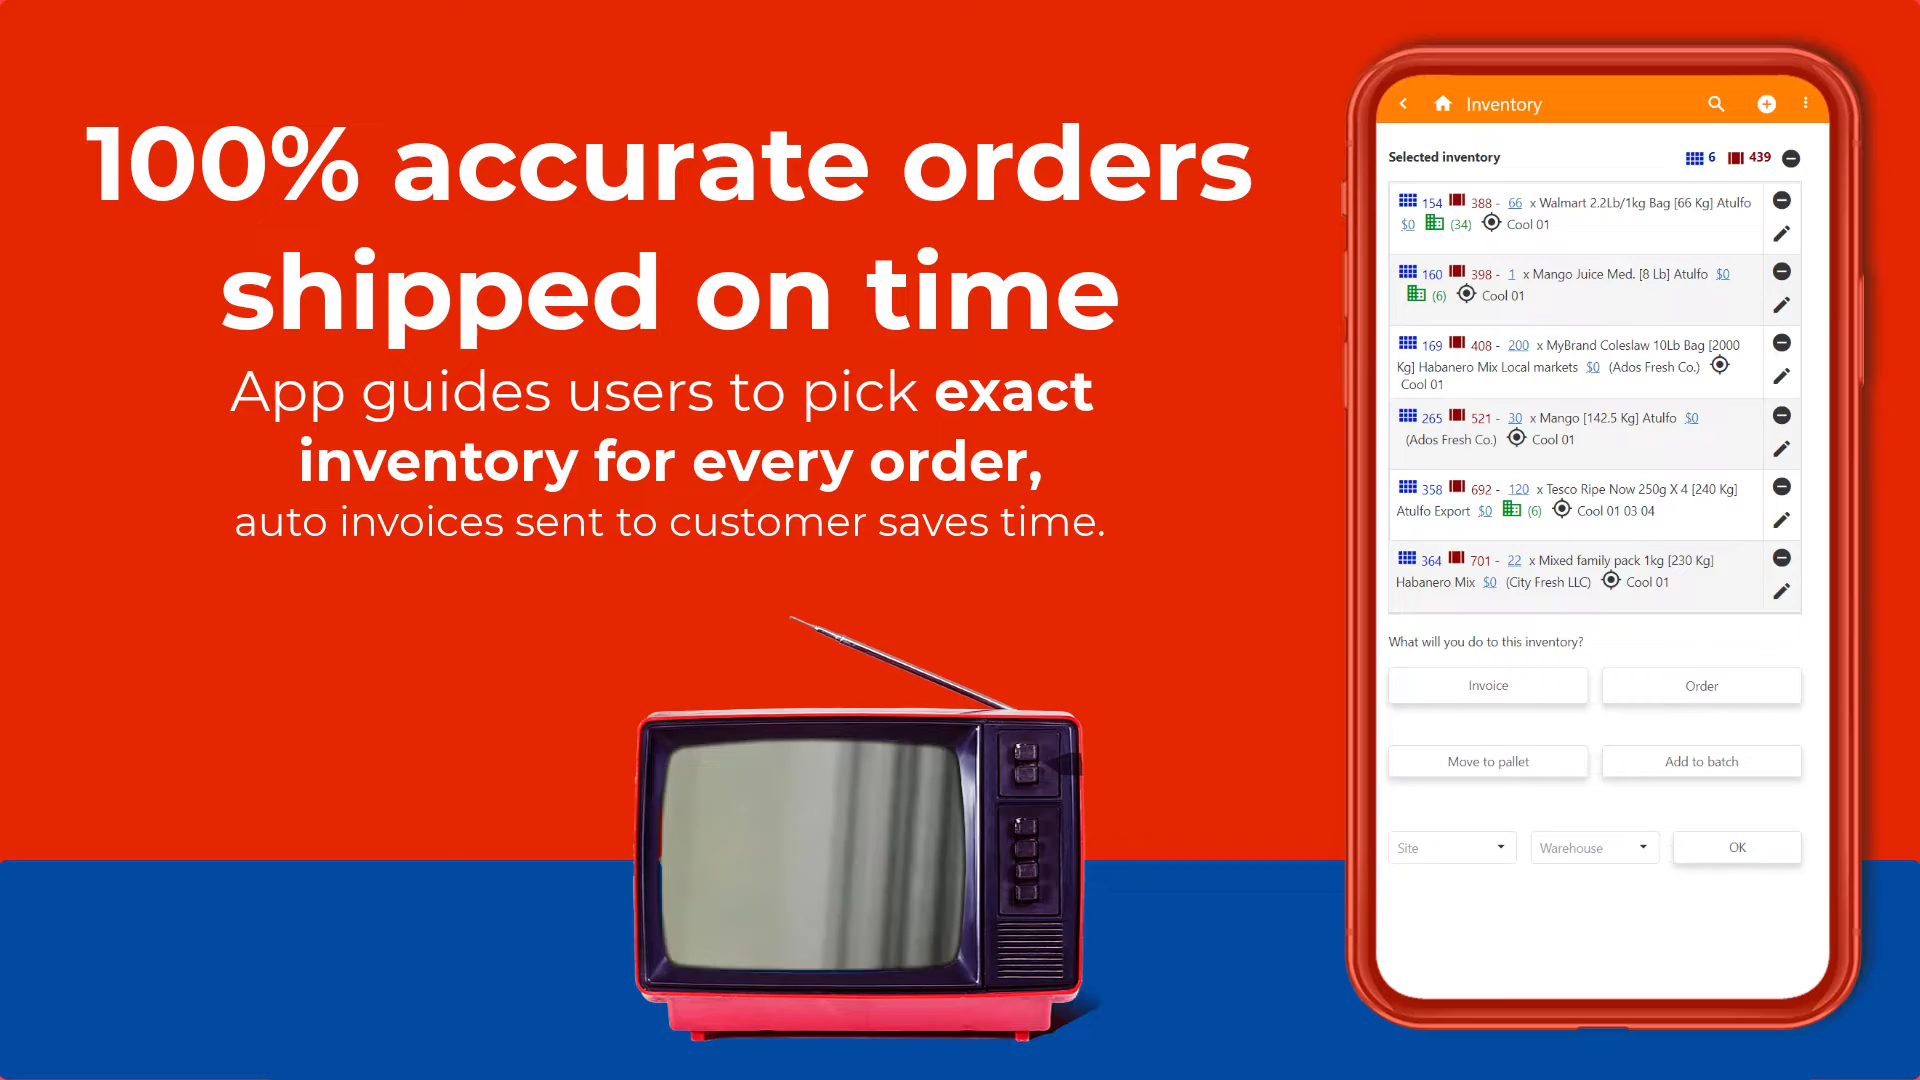 100% accurate orders
shipped on time
App guides users to pick exact
inventory for every order,
auto invoices sent to customer saves time.
Inventory
Selected inventory 6 439
154 388 - 66 x Walmart 2.2Lb/1kg Bag [66 Kg] Atulfo
$0 (34) Cool 01
160 398 - 1 x Mango Juice Med. [8 Lb] Atulfo $0
(6) Cool 01
169 408 - 200 x MyBrand Coleslaw 10Lb Bag [2000
Kg] Habanero Mix Local markets $0 (Ados Fresh Co.)
Cool 01
265 521 - 30 x Mango [142.5 Kg] Atulfo $0
(Ados Fresh Co.) Cool 01
358 692 - 120 x Tesco Ripe Now 250g X 4 [240 Kg]
Atulfo Export $0 (6) Cool 01 03 04
364 701 - 22 x Mixed family pack 1kg [230 Kg]
Habanero Mix $0 (City Fresh LLC) Cool 01
What will you do to this inventory?
Invoice Order
Move to pallet Add to batch
Site Warehouse OK